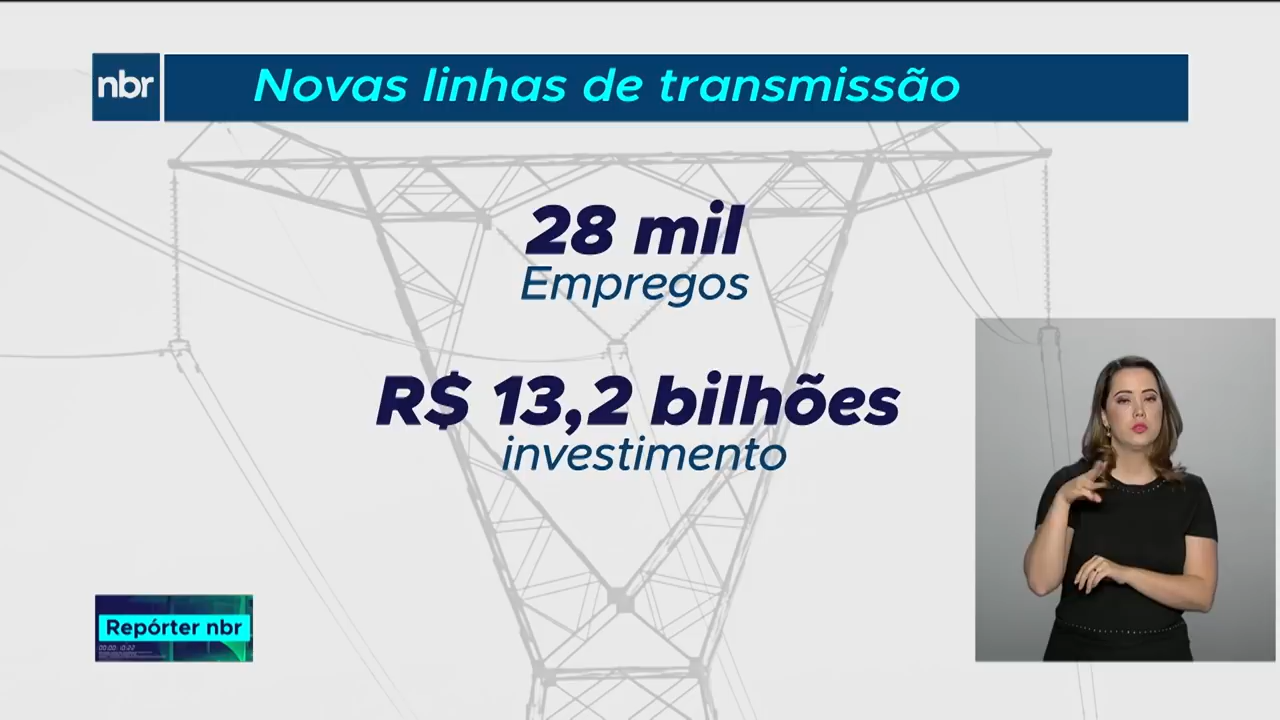 nbr
Novas linhas de transmissão
28 mil
Empregos
R$ 13,2 bilhões
investimento
Repórter nbr